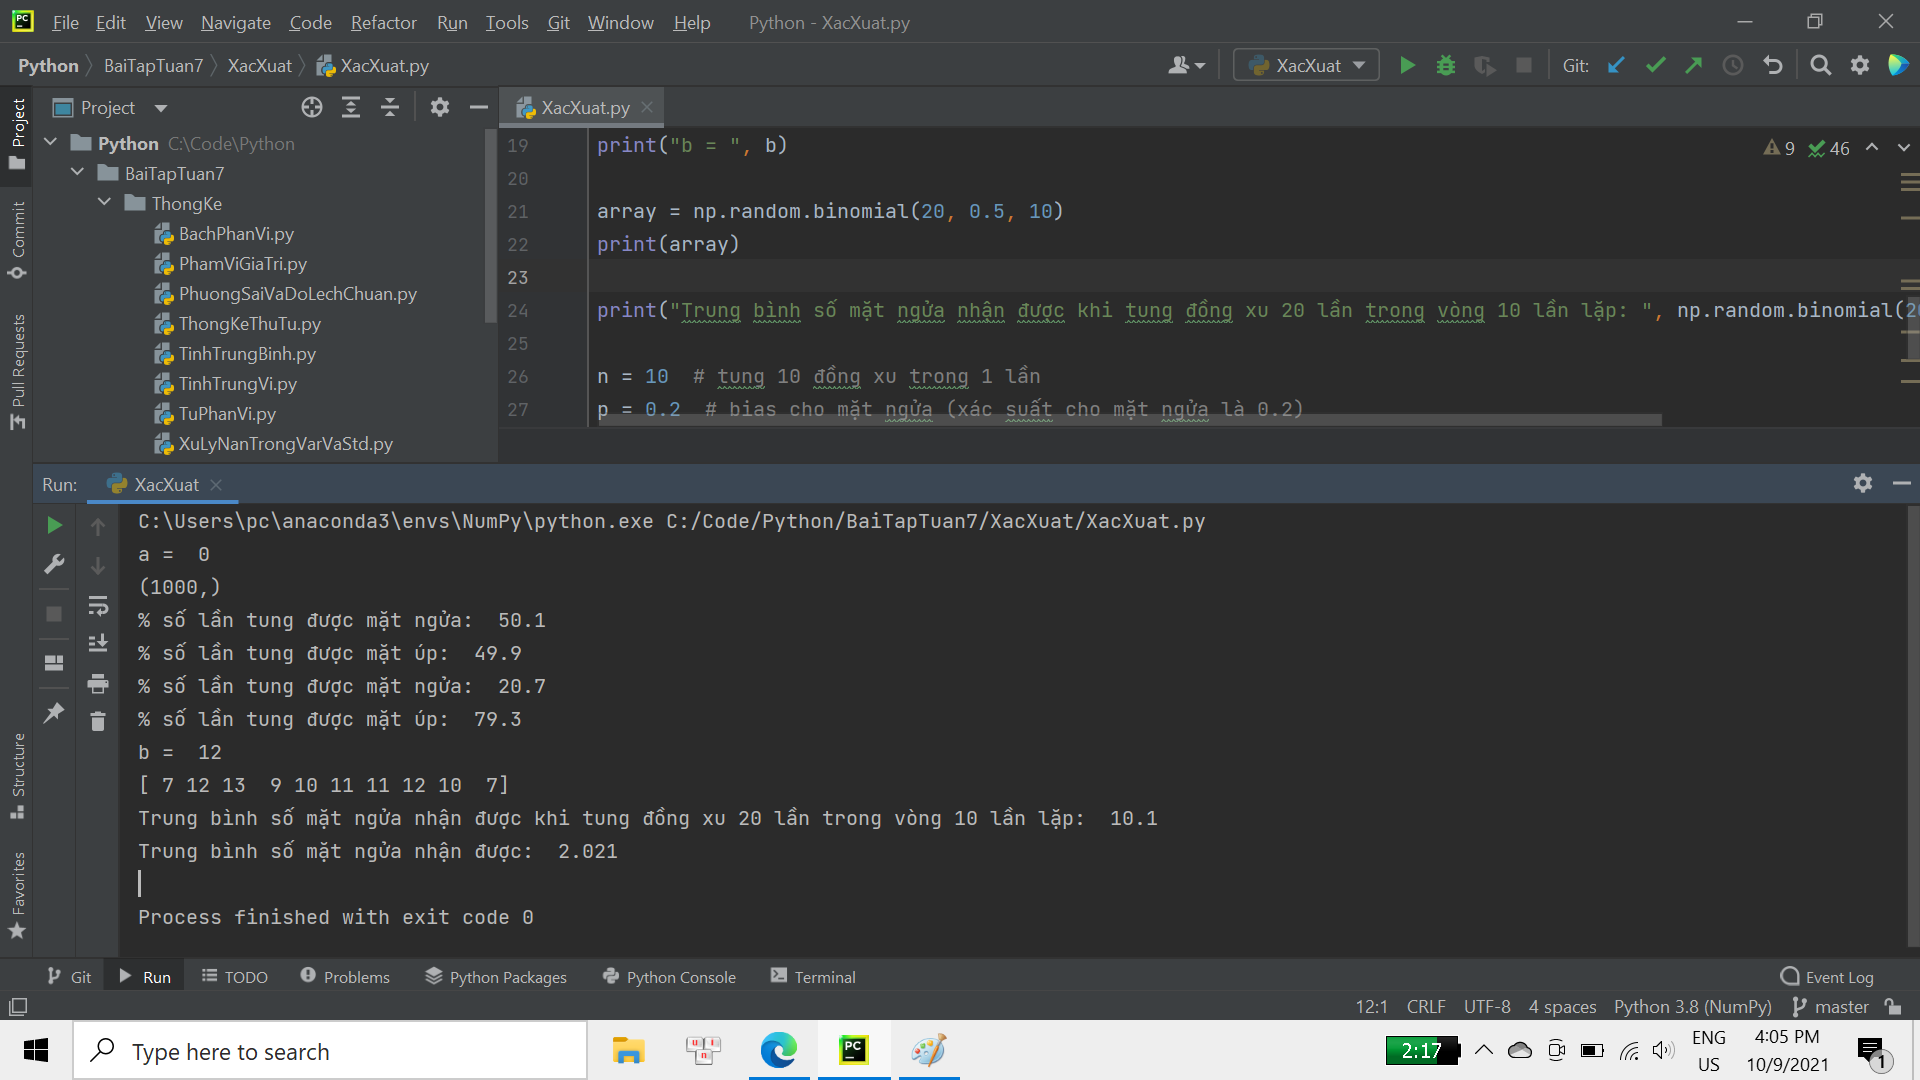 File Edit View Navigate Code Refactor Run Tools Git Window Help Python - XacXuat.py
Python BaiTapTuan7 XacXuat XacXuat.py
XacXuat Git:
Project
XacXuat.py
Project
Commit
Pull Requests
Structure
Favorites
Python C:\Code\Python
BaiTapTuan7
ThongKe
BachPhanVi.py
PhamViGiaTri.py
PhuongSaiVaDoLechChuan.py
ThongKeThuTu.py
TinhTrungBinh.py
TinhTrungVi.py
TuPhanVi.py
XuLyNanTrongVarVaStd.py
9 46
19 print("b = ", b)
20
21 array = np.random.binomial(20, 0.5, 10)
22 print(array)
23
24 print("Trung bình số mặt ngửa nhận được khi tung đồng xu 20 lần trong vòng 10 lần lặp: ", np.random.binomial(20
25
26 n = 10 # tung 10 đồng xu trong 1 lần
27 p = 0.2 # bias cho mặt ngửa (xác suất cho mặt ngửa là 0.2)
Run: XacXuat
C:\Users\pc\anaconda3\envs\NumPy\python.exe C:/Code/Python/BaiTapTuan7/XacXuat/XacXuat.py
a =  0
(1000,)
% số lần tung được mặt ngửa:  50.1
% số lần tung được mặt úp:  49.9
% số lần tung được mặt ngửa:  20.7
% số lần tung được mặt úp:  79.3
b =  12
[ 7 12 13  9 10 11 11 12 10  7]
Trung bình số mặt ngửa nhận được khi tung đồng xu 20 lần trong vòng 10 lần lặp:  10.1
Trung bình số mặt ngửa nhận được:  2.021
Process finished with exit code 0
Git Run TODO Problems Python Packages Python Console Terminal Event Log
12:1 CRLF UTF-8 4 spaces Python 3.8 (NumPy) master
Type here to search
2:17
ENG
US
4:05 PM
10/9/2021
1